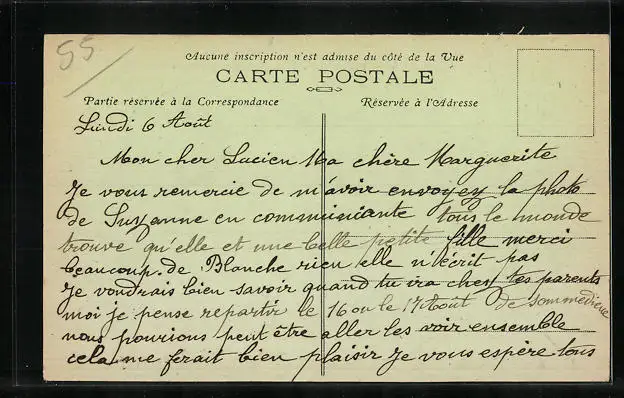 55
Aucune inscription n'est admise du côté de la Vue
CARTE POSTALE
Partie réservée à la Correspondance
Réservée à l'Adresse
Lundi 6 Août
Mon cher Lucien Ma chère Marguerite
Je vous remercie de m'avoir envoyez la photo
de Suzanne en communiante tous le monde
trouve qu'elle et une belle petite fille merci
beaucoup. de Blanche rien elle n'écrit pas
Je voudrais bien savoir quand tu ira chez tes parents
moi je pense repartir le 16 ou le 17 Août de
nous pourions peut être aller les voir ensemble
cela me ferait bien plaisir Je vous espère tous